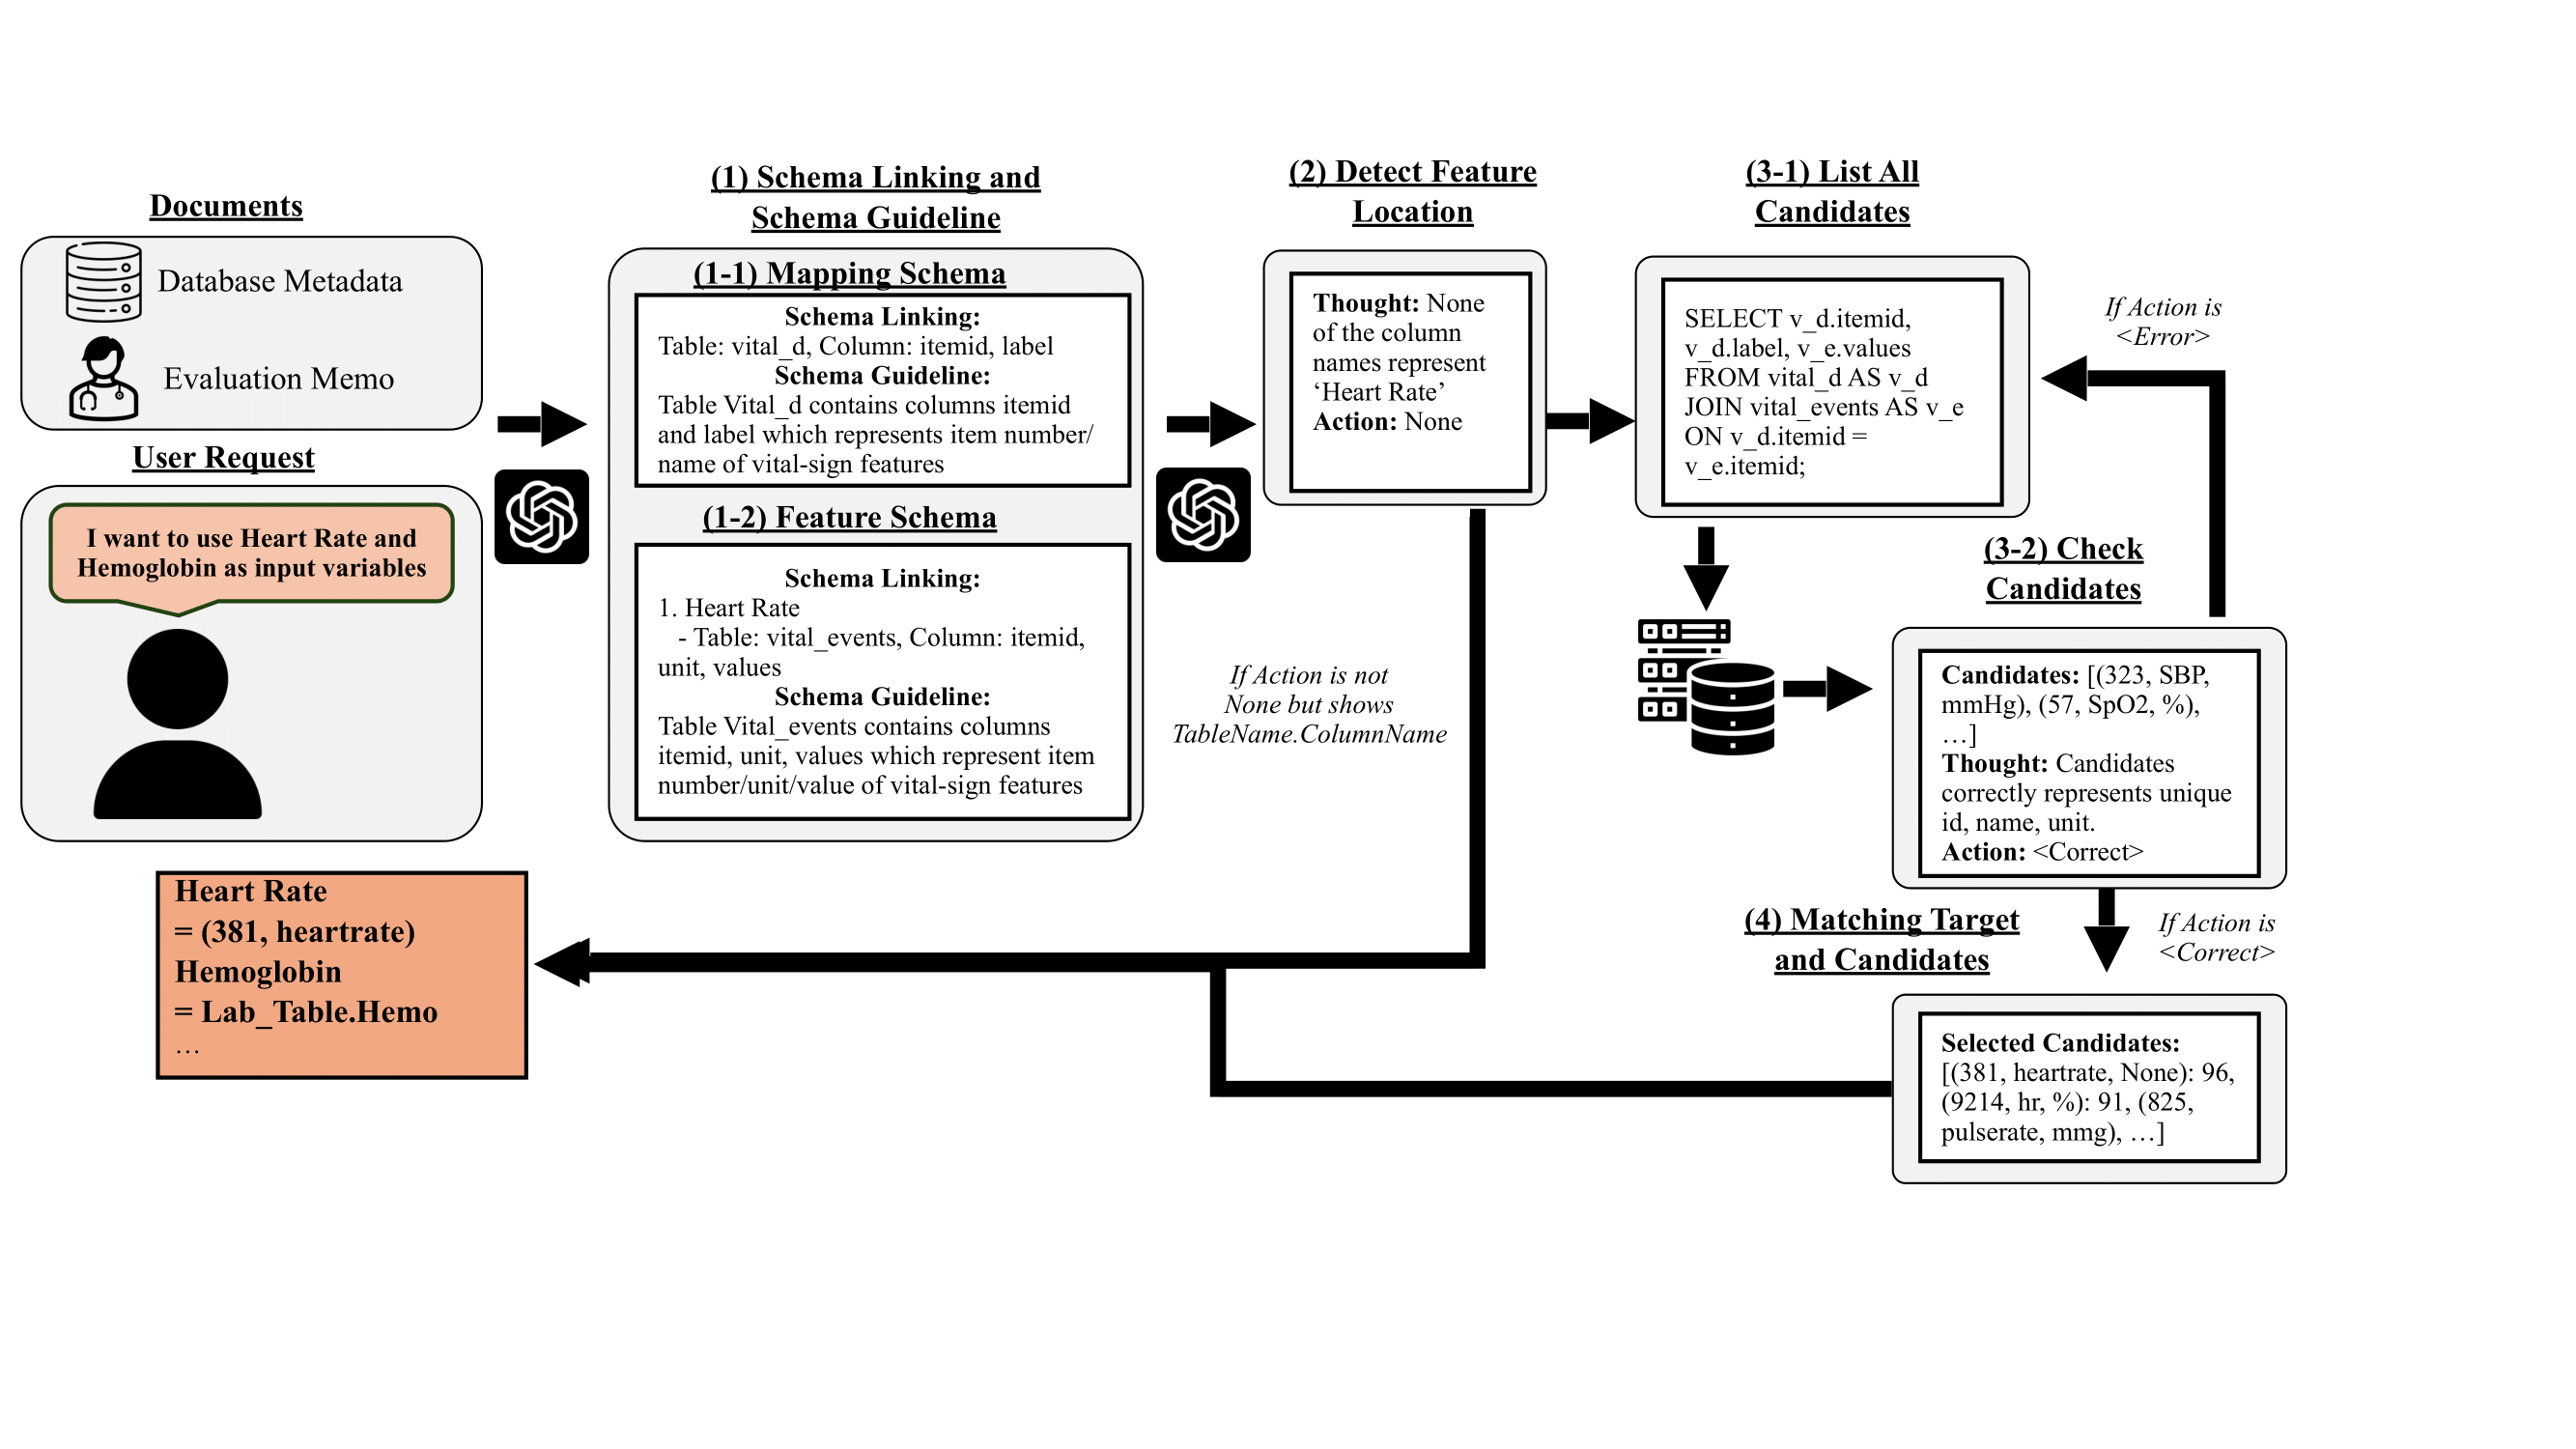 Documents
Database Metadata
Evaluation Memo
User Request
I want to use Heart Rate and
Hemoglobin as input variables
(1) Schema Linking and
Schema Guideline
(1-1) Mapping Schema
Schema Linking:
Table: vital_d, Column: itemid, label
Schema Guideline:
Table Vital_d contains columns itemid
and label which represents item number/
name of vital-sign features
(1-2) Feature Schema
Schema Linking:
1. Heart Rate
- Table: vital_events, Column: itemid,
unit, values
Schema Guideline:
Table Vital_events contains columns
itemid, unit, values which represent item
number/unit/value of vital-sign features
(2) Detect Feature
Location
Thought: None
of the column
names represent
‘Heart Rate’
Action: None
If Action is not
None but shows
TableName.ColumnName
(3-1) List All
Candidates
SELECT v_d.itemid,
v_d.label, v_e.values
FROM vital_d AS v_d
JOIN vital_events AS v_e
ON v_d.itemid =
v_e.itemid;
If Action is
<Error>
(3-2) Check
Candidates
Candidates: [(323, SBP,
mmHg), (57, SpO2, %),
…]
Thought: Candidates
correctly represents unique
id, name, unit.
Action: <Correct>
If Action is
<Correct>
(4) Matching Target
and Candidates
Selected Candidates:
[(381, heartrate, None): 96,
(9214, hr, %): 91, (825,
pulserate, mmg), …]
Heart Rate
= (381, heartrate)
Hemoglobin
= Lab_Table.Hemo
…